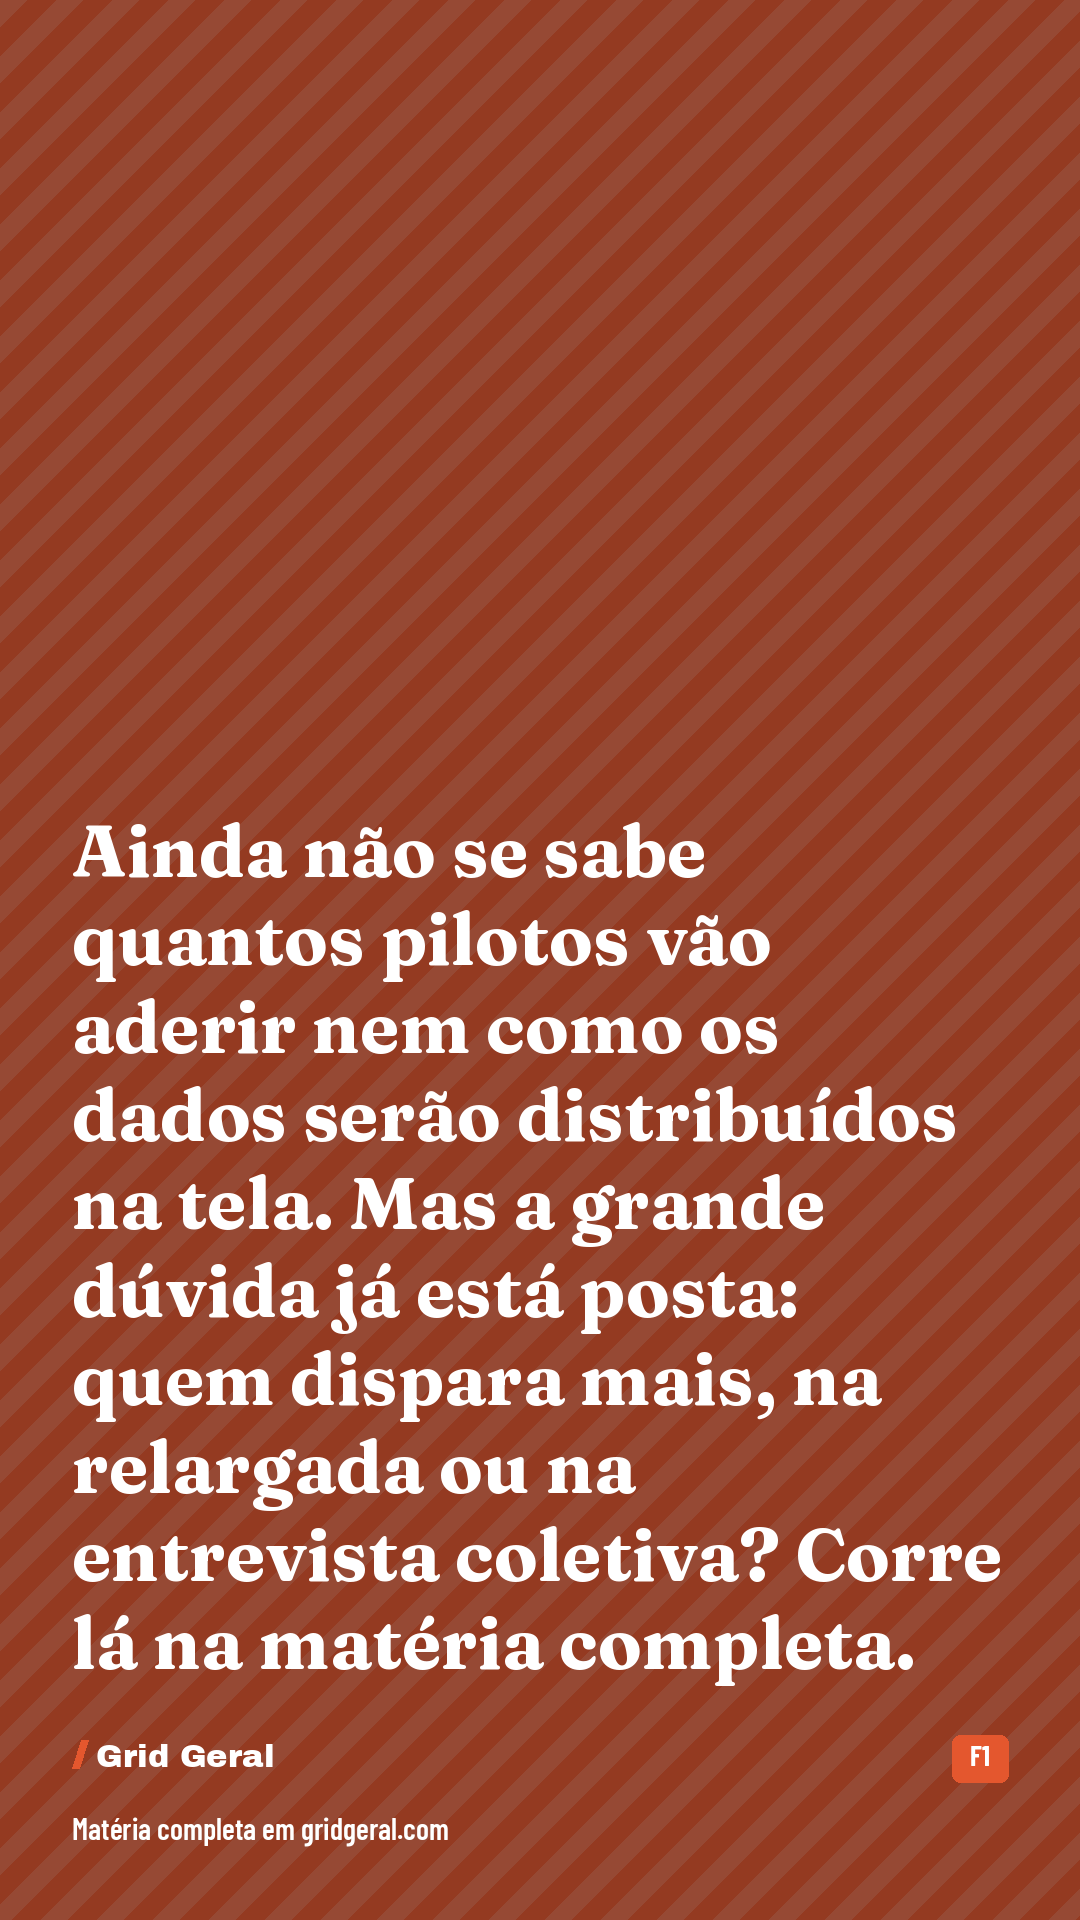 Ainda não se sabe
quantos pilotos vão
aderir nem como os
dados serão distribuídos
na tela. Mas a grande
dúvida já está posta:
quem dispara mais, na
relargada ou na
entrevista coletiva? Corre
lá na matéria completa.
/ Grid Geral
F1
Matéria completa em gridgeral.com